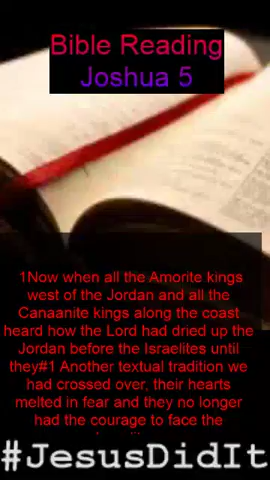 Bible Reading
Joshua 5
1Now when all the Amorite kings
west of the Jordan and all the
Canaanite kings along the coast
heard how the Lord had dried up the
Jordan before the Israelites until
they#1 Another textual tradition we
had crossed over, their hearts
melted in fear and they no longer
had the courage to face the
#JesusDidIt